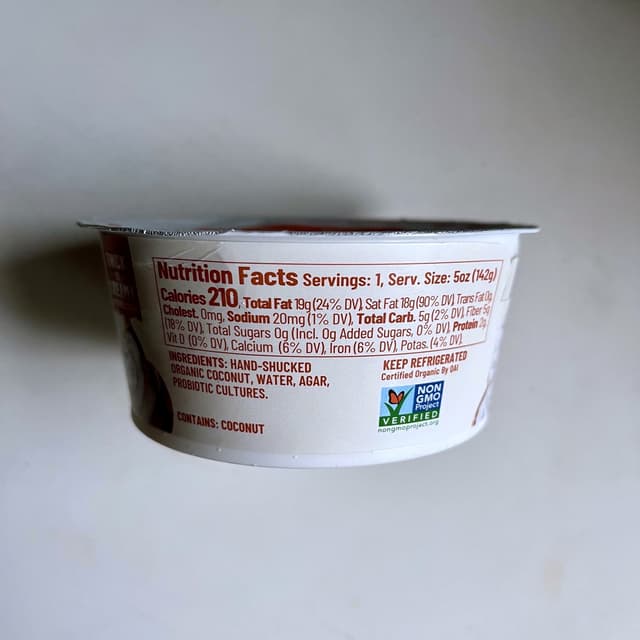 Nutrition Facts Servings: 1, Serv. Size: 5oz (142g)
Calories 210, Total Fat 19g (24% DV), Sat Fat 18g (90% DV), Trans Fat 0g,
Cholest. 0mg, Sodium 20mg (1% DV), Total Carb. 5g (2% DV), Fiber 5g
(18% DV), Total Sugars 0g (Incl. 0g Added Sugars, 0% DV), Protein 2g,
Vit D (0% DV), Calcium (6% DV), Iron (6% DV), Potas. (4% DV).
INGREDIENTS: HAND-SHUCKED
ORGANIC COCONUT, WATER, AGAR,
PROBIOTIC CULTURES.
CONTAINS: COCONUT
KEEP REFRIGERATED
Certified Organic By QAI
NON
GMO
Project
VERIFIED
nongmoproject.org